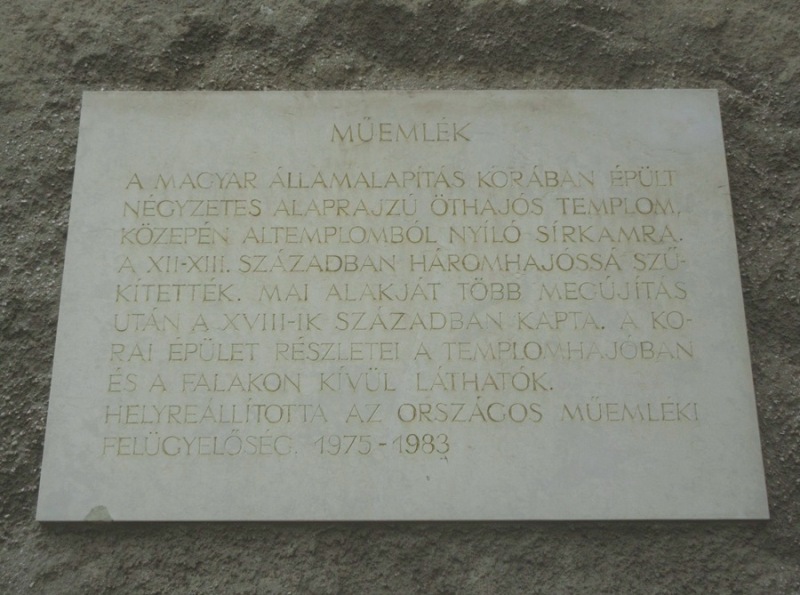 MŰEMLÉK
A MAGYAR ÁLLAMALAPÍTÁS KORÁBAN ÉPÜLT
NÉGYZETES ALAPRAJZÚ ÖTHAJÓS TEMPLOM,
KÖZEPÉN ALTEMPLOMBÓL NYÍLÓ SÍRKAMRA.
A XII-XIII. SZÁZADBAN HÁROMHAJÓSSÁ SZŰ-
KÍTETTÉK. MAI ALAKJÁT TÖBB MEGÚJÍTÁS
UTÁN A XVIII-IK SZÁZADBAN KAPTA. A KO-
RAI ÉPÜLET RÉSZLETEI A TEMPLOMHAJÓBAN
ÉS A FALAKON KÍVÜL LÁTHATÓK.
HELYREÁLLÍTOTTA AZ ORSZÁGOS MŰEMLÉKI
FELÜGYELŐSÉG. 1975-1983